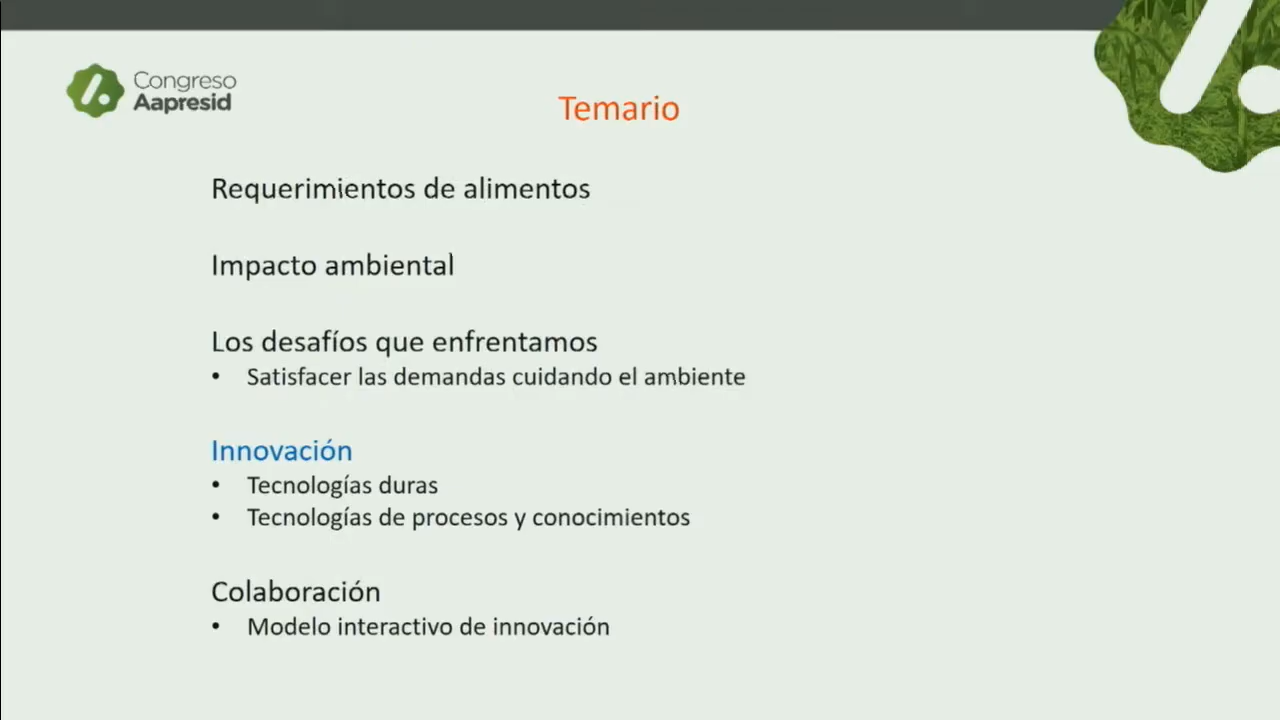 Congreso
Aapresid
Temario
Requerimientos de alimentos
Impacto ambiental
Los desafíos que enfrentamos
• Satisfacer las demandas cuidando el ambiente
Innovación
• Tecnologías duras
• Tecnologías de procesos y conocimientos
Colaboración
• Modelo interactivo de innovación